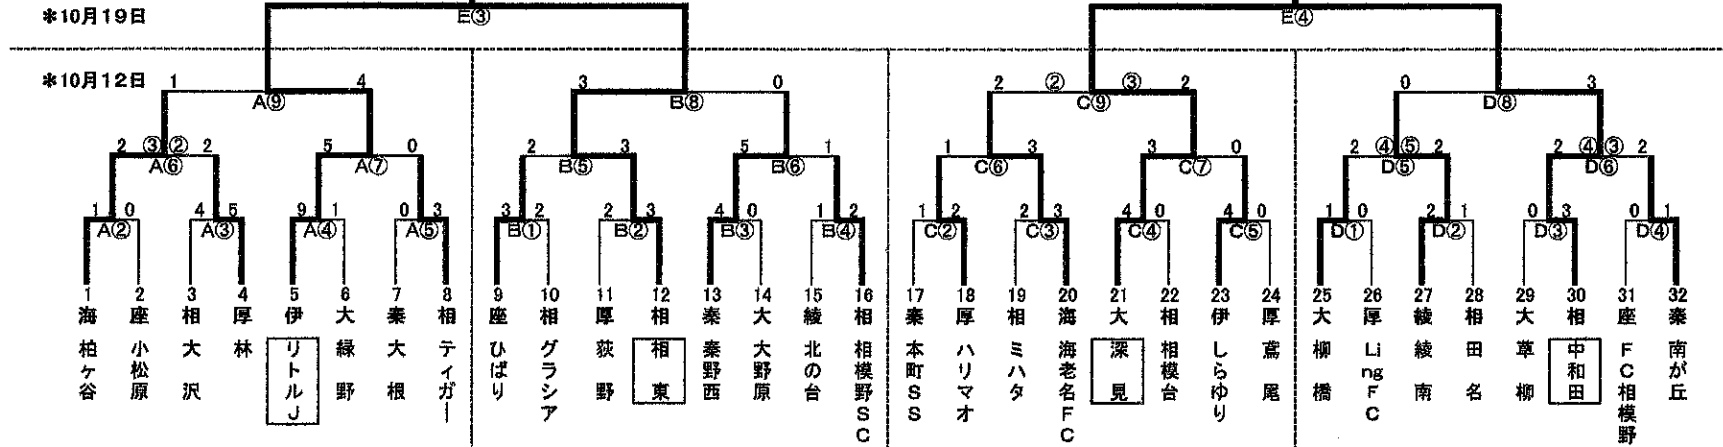 *10月19日
E③ E④
*10月12日
1 4 3 0 2 ② ③ 2 0 3
A⑨ B⑧ C⑨ D⑧
2 ③ ② 2 5 0 2 3 5 1 1 3 3 0 2 ④ ⑤ 2 2 ④ ③ 2
A⑥ A⑦ B⑤ B⑥ C⑥ C⑦ D⑤ D⑥
1 0 4 5 9 1 0 3 3 2 2 3 4 0 1 2 1 2 2 3 4 0 4 0 1 0 2 1 0 3 0 1
A② A③ A④ A⑤ B① B② B③ B④ C② C③ C④ C⑤ D① D② D③ D④
1 2 3 4 5 6 7 8 9 10 11 12 13 14 15 16 17 18 19 20 21 22 23 24 25 26 27 28 29 30 31 32
海 座 相 厚 伊 大 秦 相 座 相 厚 相 秦 大 綾 相 秦 厚 相 海 大 相 伊 厚 大 厚 綾 相 大 相 座 秦
柏ヶ谷
小松原
大沢
林
リトルJ
緑野
大根
ティガー
ひばり
グラシア
荻野
相東
秦野西
大野原
北の台
相模野SC
本町SS
ハリマオ
ミハタ
海老名FC
深見
相模台
しらゆり
鳶尾
柳橋
LingFC
綾南
田名
草柳
中和田
FC相模野
南が丘